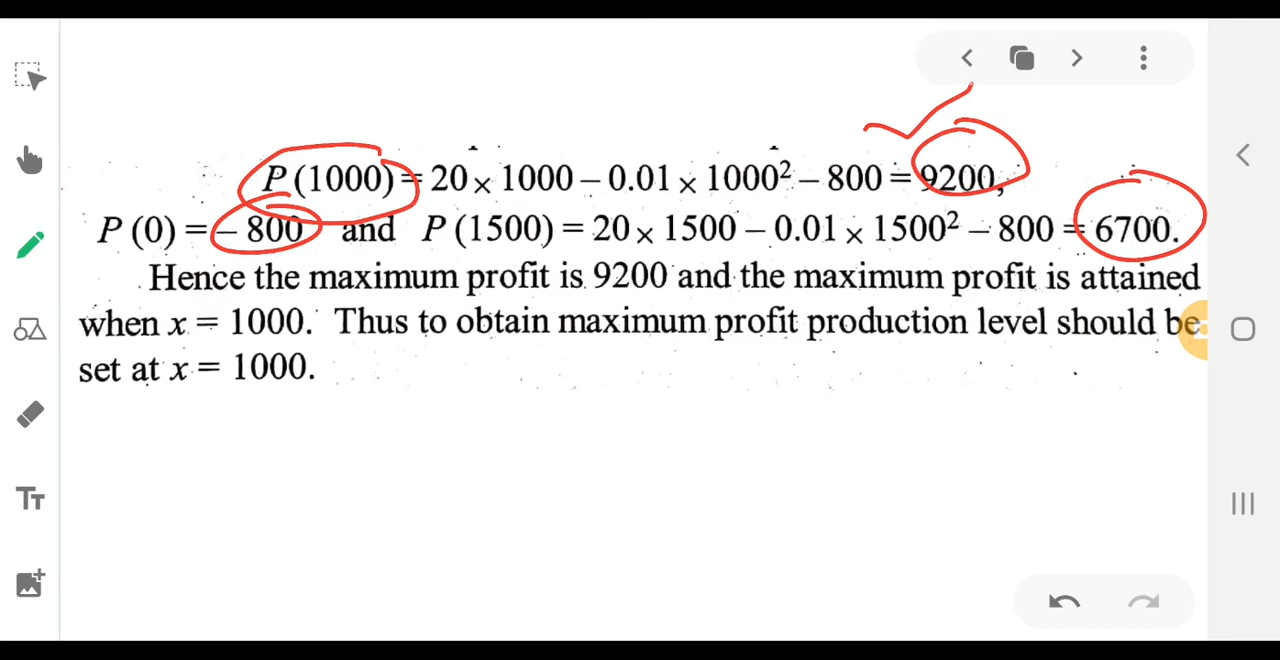 P (1000) = 20 × 1000 – 0.01 × 1000² – 800 = 9200,
P (0) = – 800 and P (1500) = 20 × 1500 – 0.01 × 1500² – 800 = 6700.
Hence the maximum profit is 9200 and the maximum profit is attained
when x = 1000. Thus to obtain maximum profit production level should be
set at x = 1000.
Tт